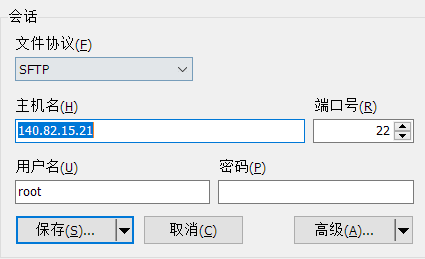 会话
文件协议(F)
SFTP
主机名(H) 端口号(R)
140.82.15.21 22
用户名(U) 密码(P)
root
保存(S)... 取消(C) 高级(A)...